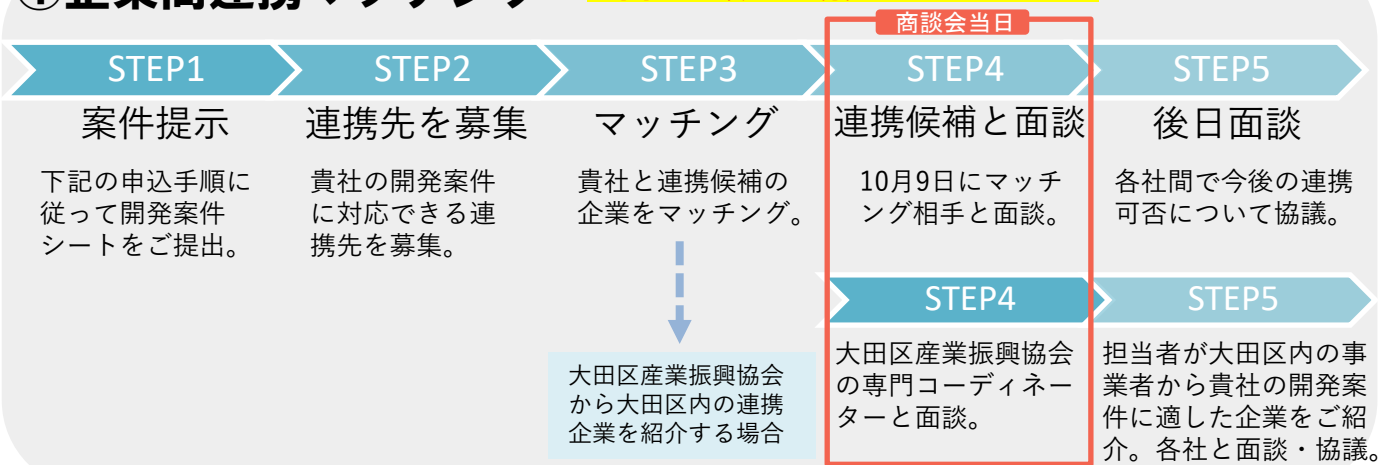 商談会当日
STEP1
STEP2
STEP3
STEP4
STEP5
案件提示
連携先を募集
マッチング
連携候補と面談
後日面談
下記の申込手順に
従って開発案件
シートをご提出。
貴社の開発案件
に対応できる連
携先を募集。
貴社と連携候補の
企業をマッチング。
10月9日にマッチ
ング相手と面談。
各社間で今後の連携
可否について協議。
STEP4
STEP5
大田区産業振興協会
から大田区内の連携
企業を紹介する場合
大田区産業振興協会
の専門コーディネー
ターと面談。
担当者が大田区内の事
業者から貴社の開発案
件に適した企業をご紹
介。各社と面談・協議。